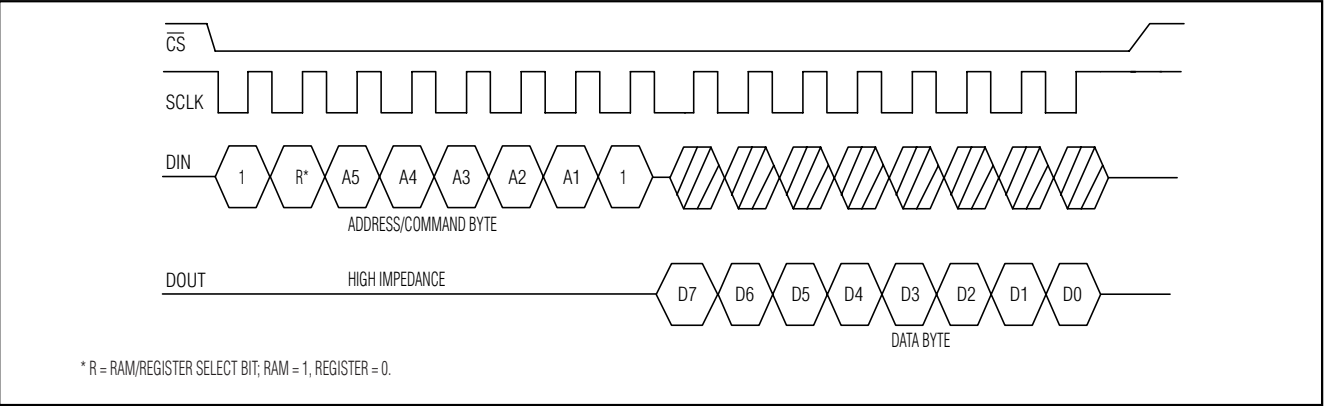 CS
SCLK
DIN
1 R* A5 A4 A3 A2 A1 1
ADDRESS/COMMAND BYTE
DOUT
HIGH IMPEDANCE
D7 D6 D5 D4 D3 D2 D1 D0
DATA BYTE
* R = RAM/REGISTER SELECT BIT; RAM = 1, REGISTER = 0.